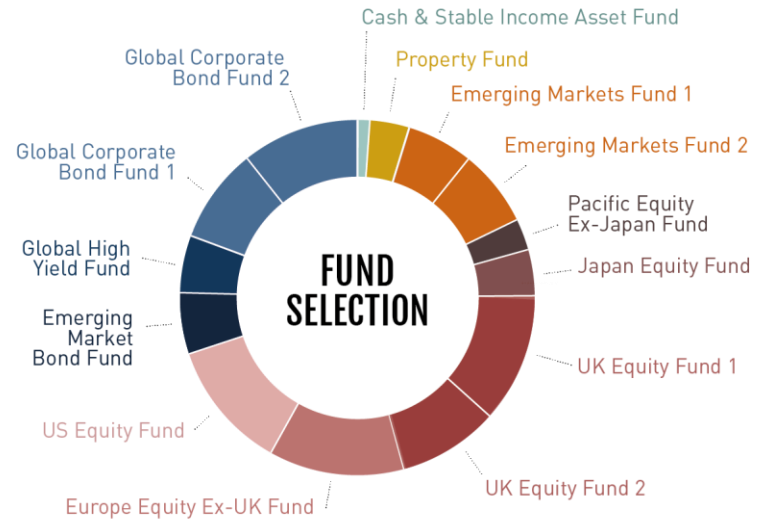 Cash & Stable Income Asset Fund
Property Fund
Emerging Markets Fund 1
Emerging Markets Fund 2
Pacific Equity
Ex-Japan Fund
Japan Equity Fund
UK Equity Fund 1
UK Equity Fund 2
Europe Equity Ex-UK Fund
US Equity Fund
Emerging
Market
Bond Fund
Global High
Yield Fund
Global Corporate
Bond Fund 1
Global Corporate
Bond Fund 2
FUND
SELECTION